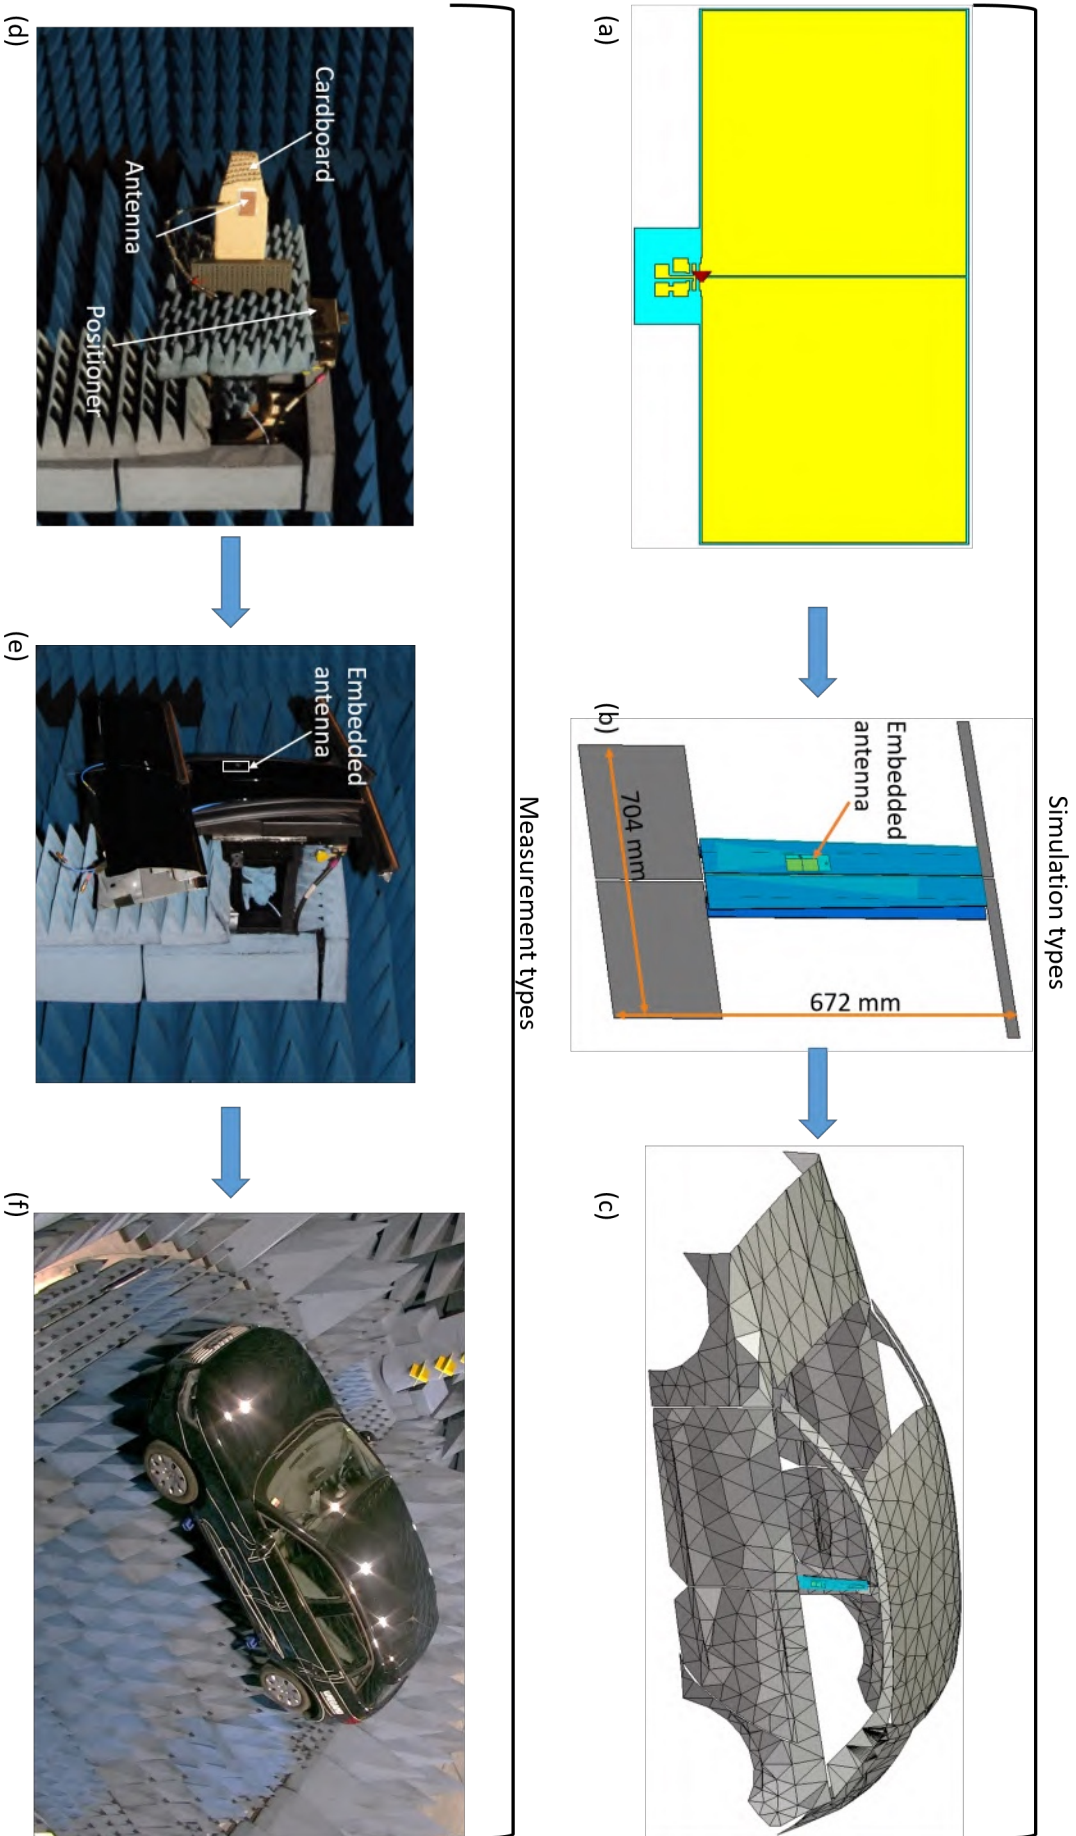 Simulation types
(a)
(b)
Embedded
antenna
704 mm
672 mm
(c)
Measurement types
(d)
Cardboard
Antenna
Positioner
(e)
Embedded
antenna
(f)